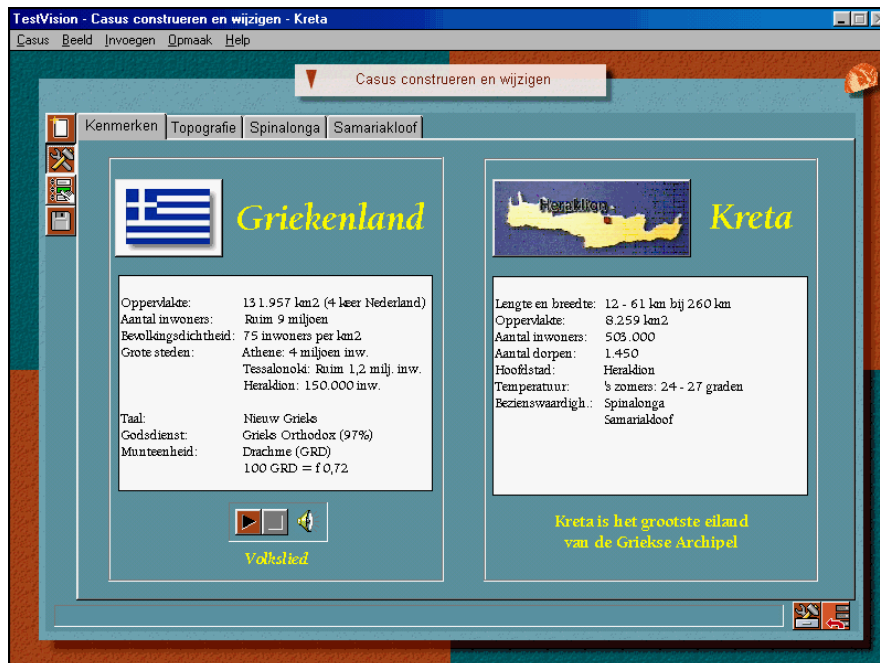 TestVision - Casus construeren en wijzigen - Kreta
Casus Beeld Invoegen Opmaak Help
Casus construeren en wijzigen
Kenmerken Topografie Spinalonga Samariakloof
Griekenland
Oppervlakte: 131.957 km2 (4 keer Nederland)
Aantal inwoners: Ruim 9 miljoen
Bevolkingsdichtheid: 75 inwoners per km2
Grote steden: Athene: 4 miljoen inw.
Tessalonoki: Ruim 1,2 milj. inw.
Heraklion: 150.000 inw.
Taal: Nieuw Grieks
Godsdienst: Grieks Orthodox (97%)
Munteenheid: Drachme (GRD)
100 GRD = f 0,72
Volkslied
Heraklion
Kreta
Lengte en breedte: 12 - 61 km bij 260 km
Oppervlakte: 8.259 km2
Aantal inwoners: 503.000
Aantal dorpen: 1.450
Hoofdstad: Heraklion
Temperatuur: 's zomers: 24 - 27 graden
Bezienswaardigh.: Spinalonga
Samariakloof
Kreta is het grootste eiland
van de Griekse Archipel